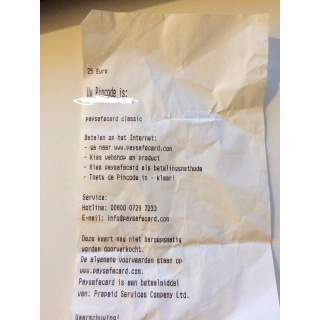 25 Euro
Uw Pincode is:
paysafecard classic
Betalen op het Internet:
- ga naar www.paysafecard.com
- Kies webshop en product
- Kies paysafecard als betalingsmethode
- Toets de Pincode in - klaar!
Service:
Hotline: 00800 0729 7233
E-mail: info@paysafecard.com
Deze kaart mag niet beroepsmatig
worden doorverkocht.
De algemene voorwaarden staan op
www.paysafecard.com.
Paysafecard is een betaalmiddel
van: Prepaid Services Company Ltd.
Waarschuwing!